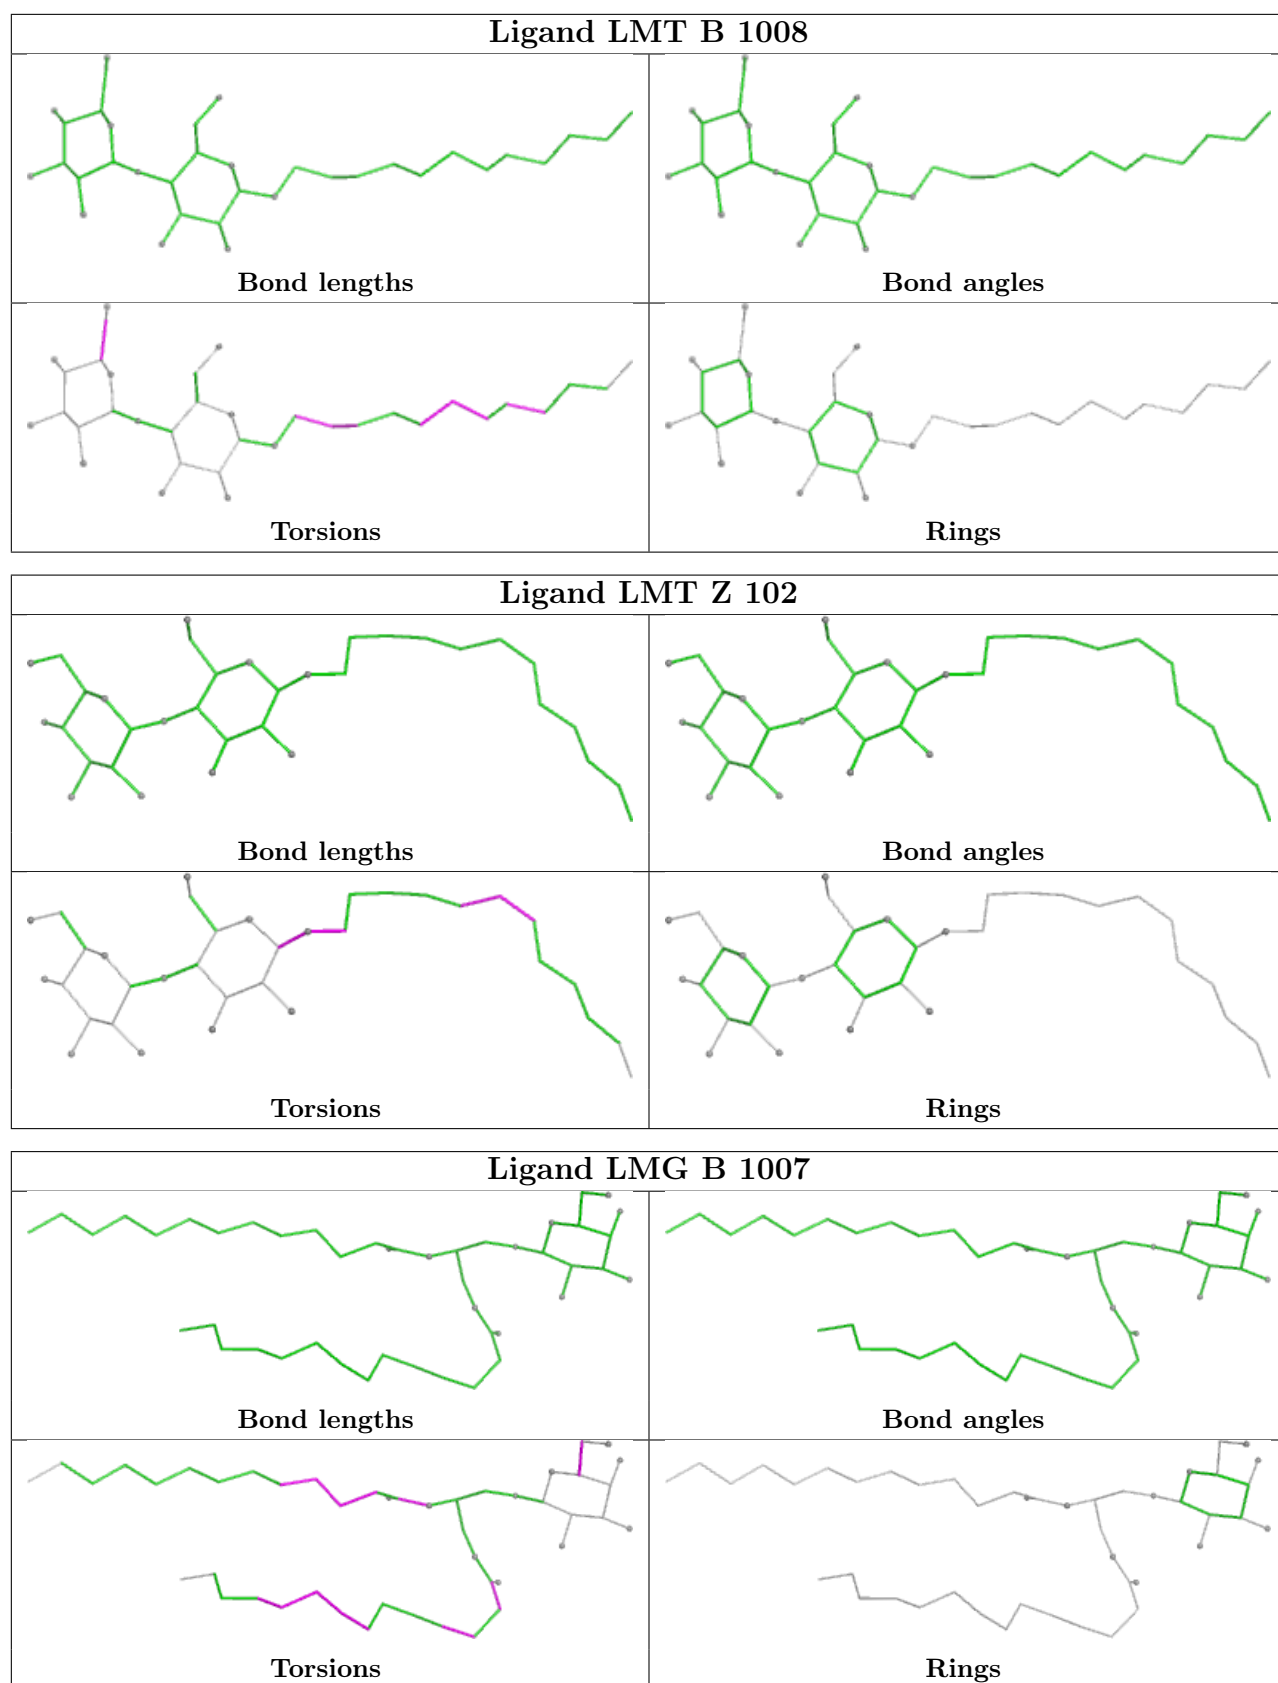 Ligand LMT B 1008
Bond lengths
Bond angles
Torsions
Rings
Ligand LMT Z 102
Bond lengths
Bond angles
Torsions
Rings
Ligand LMG B 1007
Bond lengths
Bond angles
Torsions
Rings